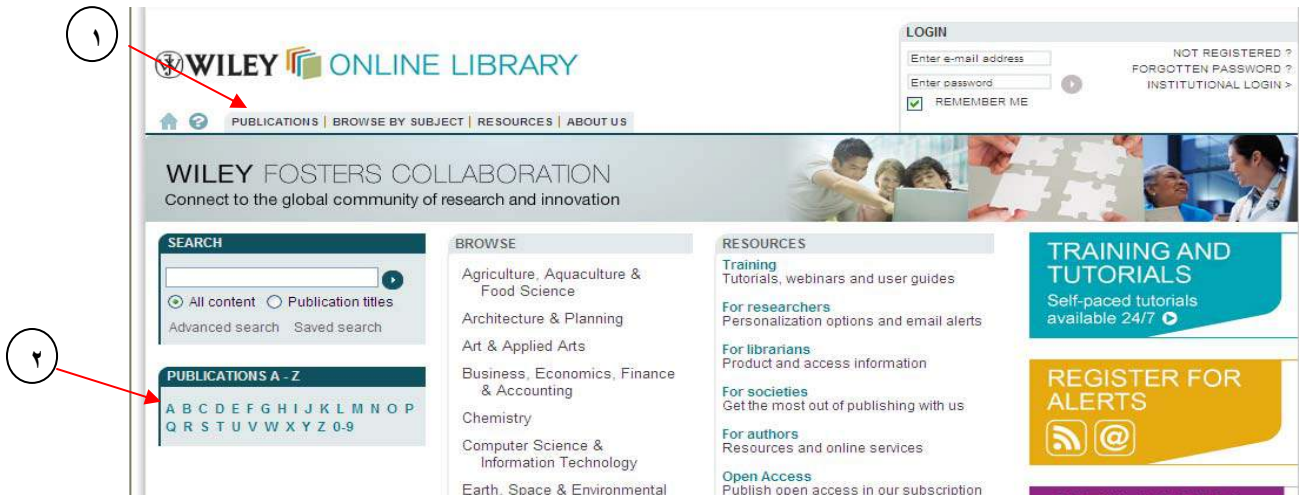 ١
WILEY ONLINE LIBRARY
LOGIN
Enter e-mail address
Enter password
REMEMBER ME
NOT REGISTERED ?
FORGOTTEN PASSWORD ?
INSTITUTIONAL LOGIN >
PUBLICATIONS | BROWSE BY SUBJECT | RESOURCES | ABOUT US
WILEY FOSTERS COLLABORATION
Connect to the global community of research and innovation
SEARCH
All content Publication titles
Advanced search Saved search
٢
PUBLICATIONS A - Z
A B C D E F G H I J K L M N O P
Q R S T U V W X Y Z 0-9
BROWSE
Agriculture, Aquaculture &
Food Science
Architecture & Planning
Art & Applied Arts
Business, Economics, Finance
& Accounting
Chemistry
Computer Science &
Information Technology
Earth, Space & Environmental
RESOURCES
Training
Tutorials, webinars and user guides
For researchers
Personalization options and email alerts
For librarians
Product and access information
For societies
Get the most out of publishing with us
For authors
Resources and online services
Open Access
Publish open access in our subscription
TRAINING AND
TUTORIALS
Self-paced tutorials
available 24/7
REGISTER FOR
ALERTS
@